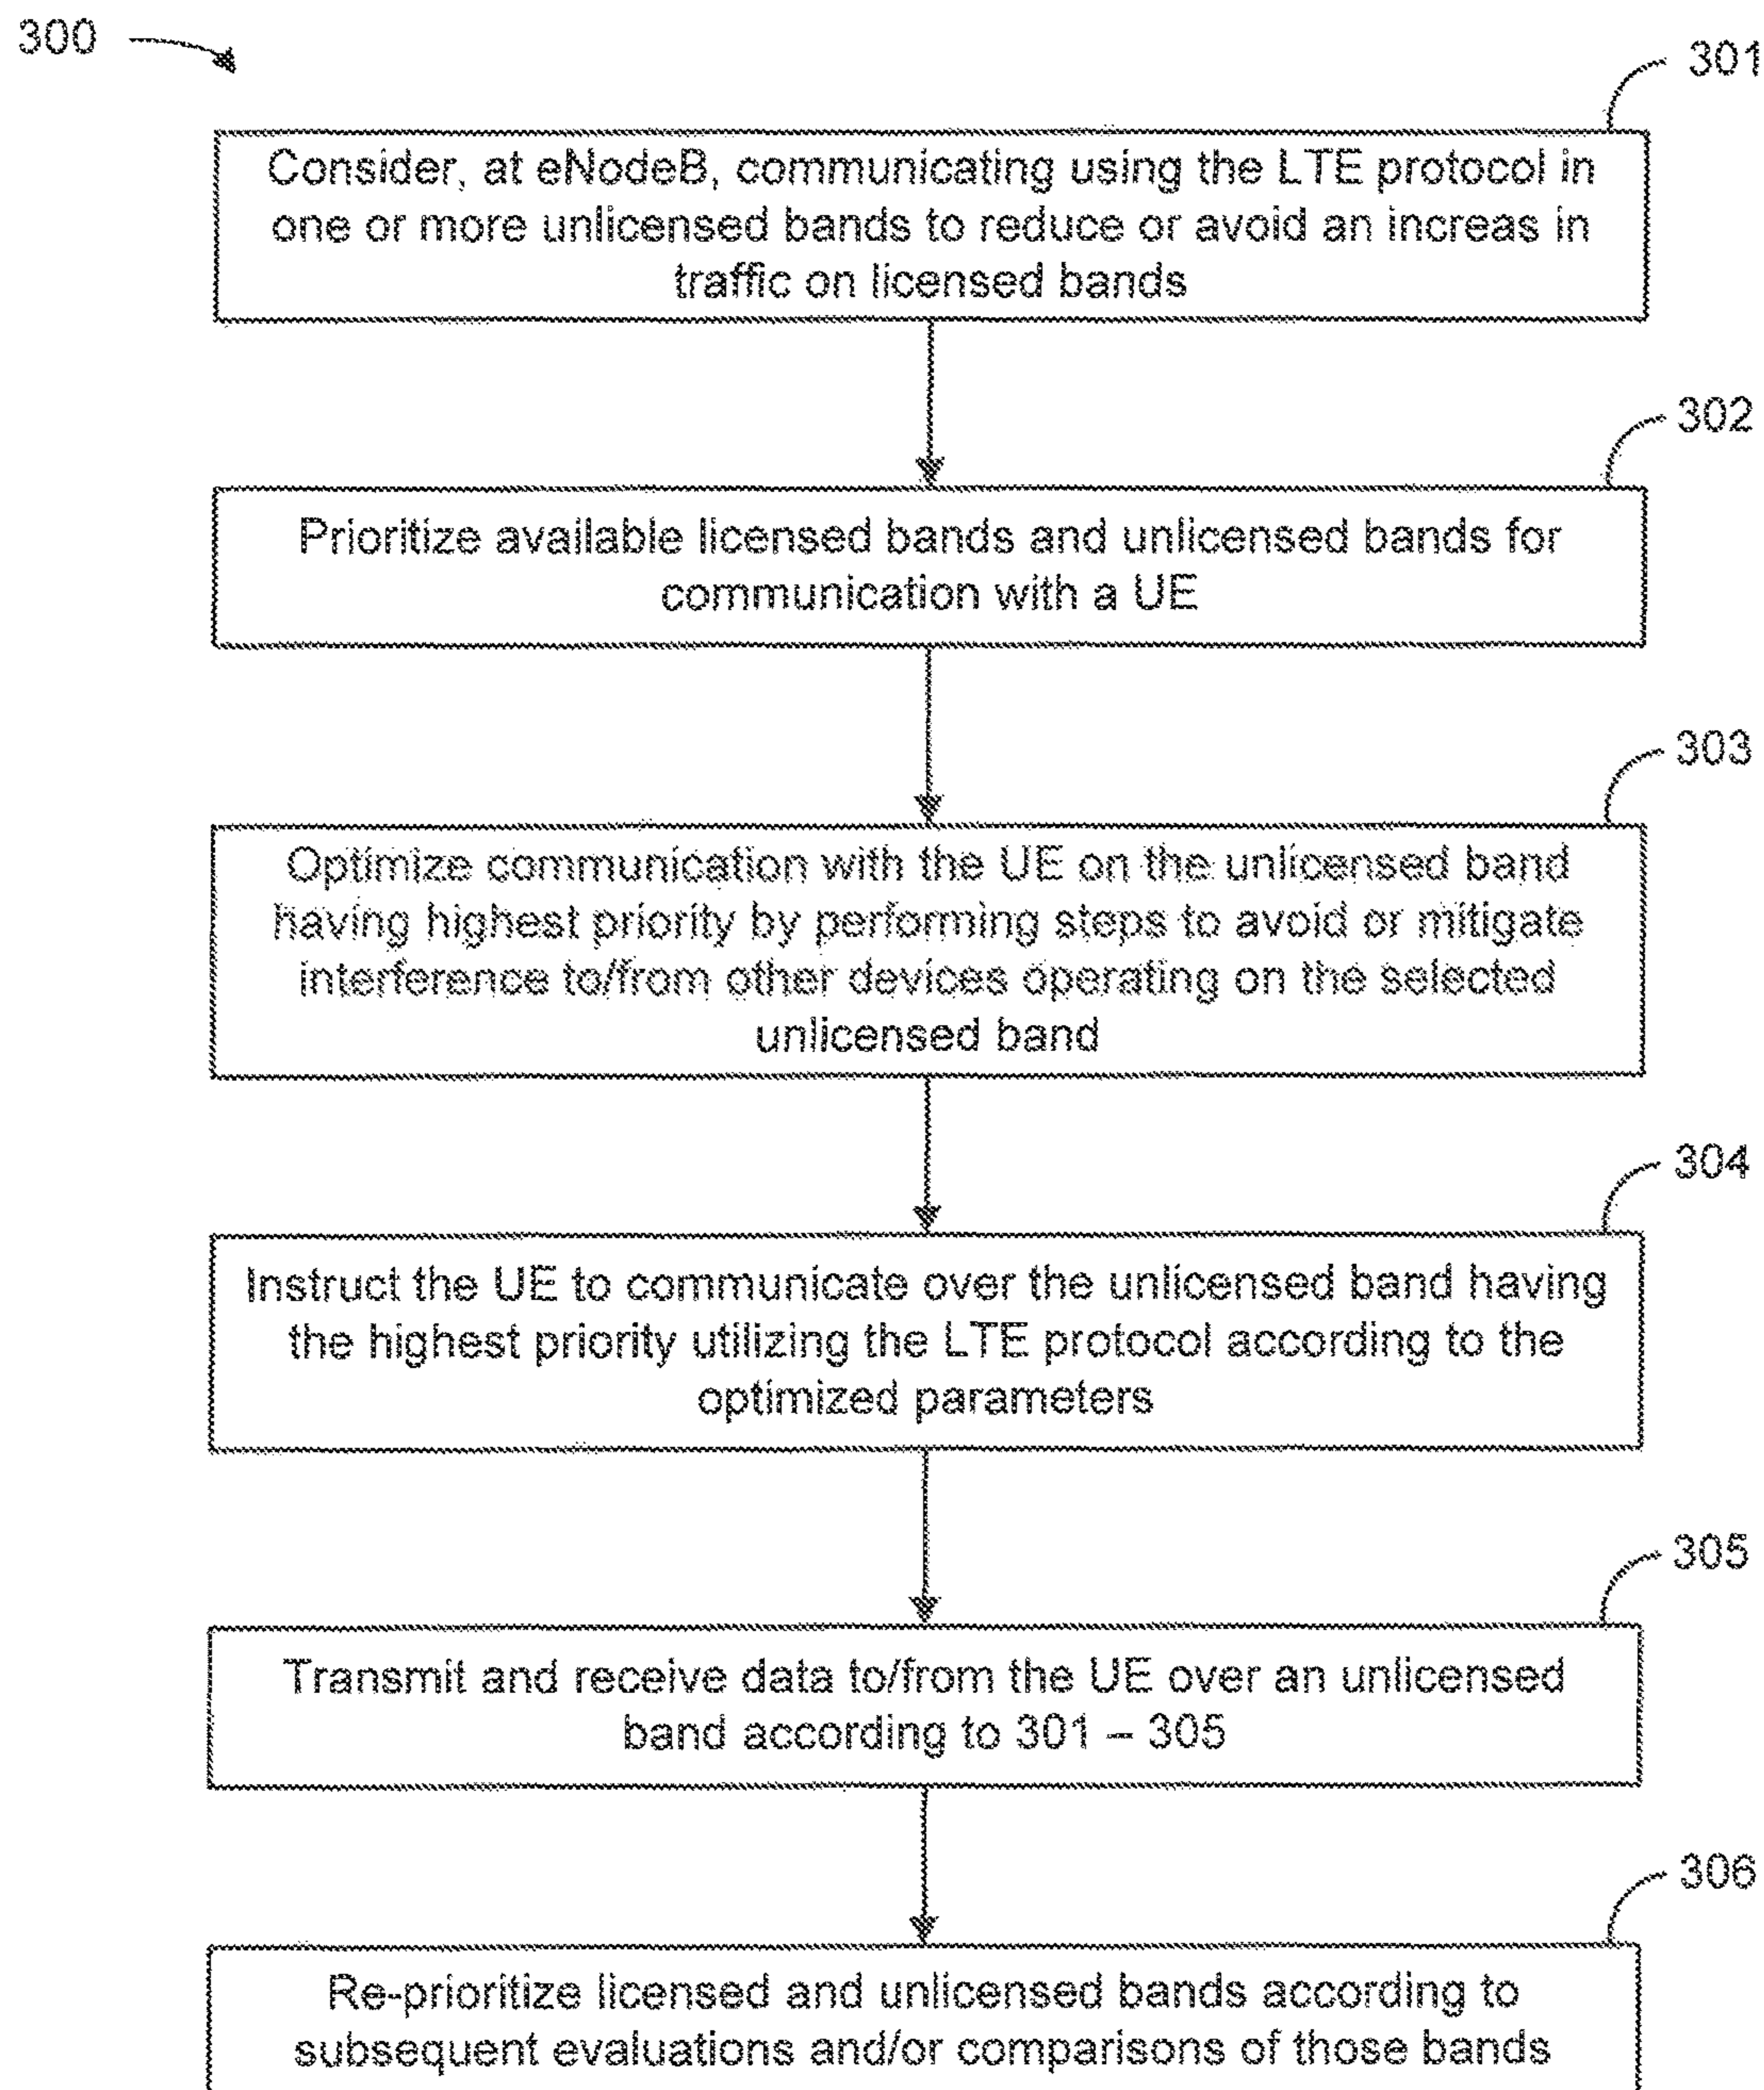 300
301
Consider, at eNodeB, communicating using the LTE protocol in
one or more unlicensed bands to reduce or avoid an increas in
traffic on licensed bands
302
Prioritize available licensed bands and unlicensed bands for
communication with a UE
303
Optimize communication with the UE on the unlicensed band
having highest priority by performing steps to avoid or mitigate
interference to/from other devices operating on the selected
unlicensed band
304
Instruct the UE to communicate over the unlicensed band having
the highest priority utilizing the LTE protocol according to the
optimized parameters
305
Transmit and receive data to/from the UE over an unlicensed
band according to 301 – 305
306
Re-prioritize licensed and unlicensed bands according to
subsequent evaluations and/or comparisons of those bands